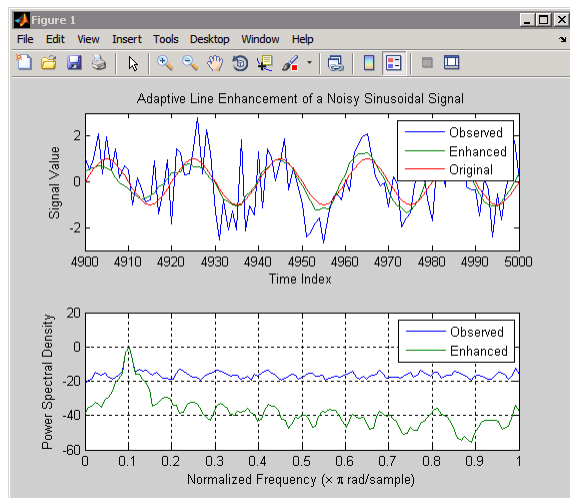 Figure 1
File Edit View Insert Tools Desktop Window Help
Adaptive Line Enhancement of a Noisy Sinusoidal Signal
Signal Value
2
0
-2
Observed
Enhanced
Original
4900 4910 4920 4930 4940 4950 4960 4970 4980 4990 5000
Time Index
Power Spectral Density
20
0
-20
-40
-60
Observed
Enhanced
0 0.1 0.2 0.3 0.4 0.5 0.6 0.7 0.8 0.9 1
Normalized Frequency (× π rad/sample)